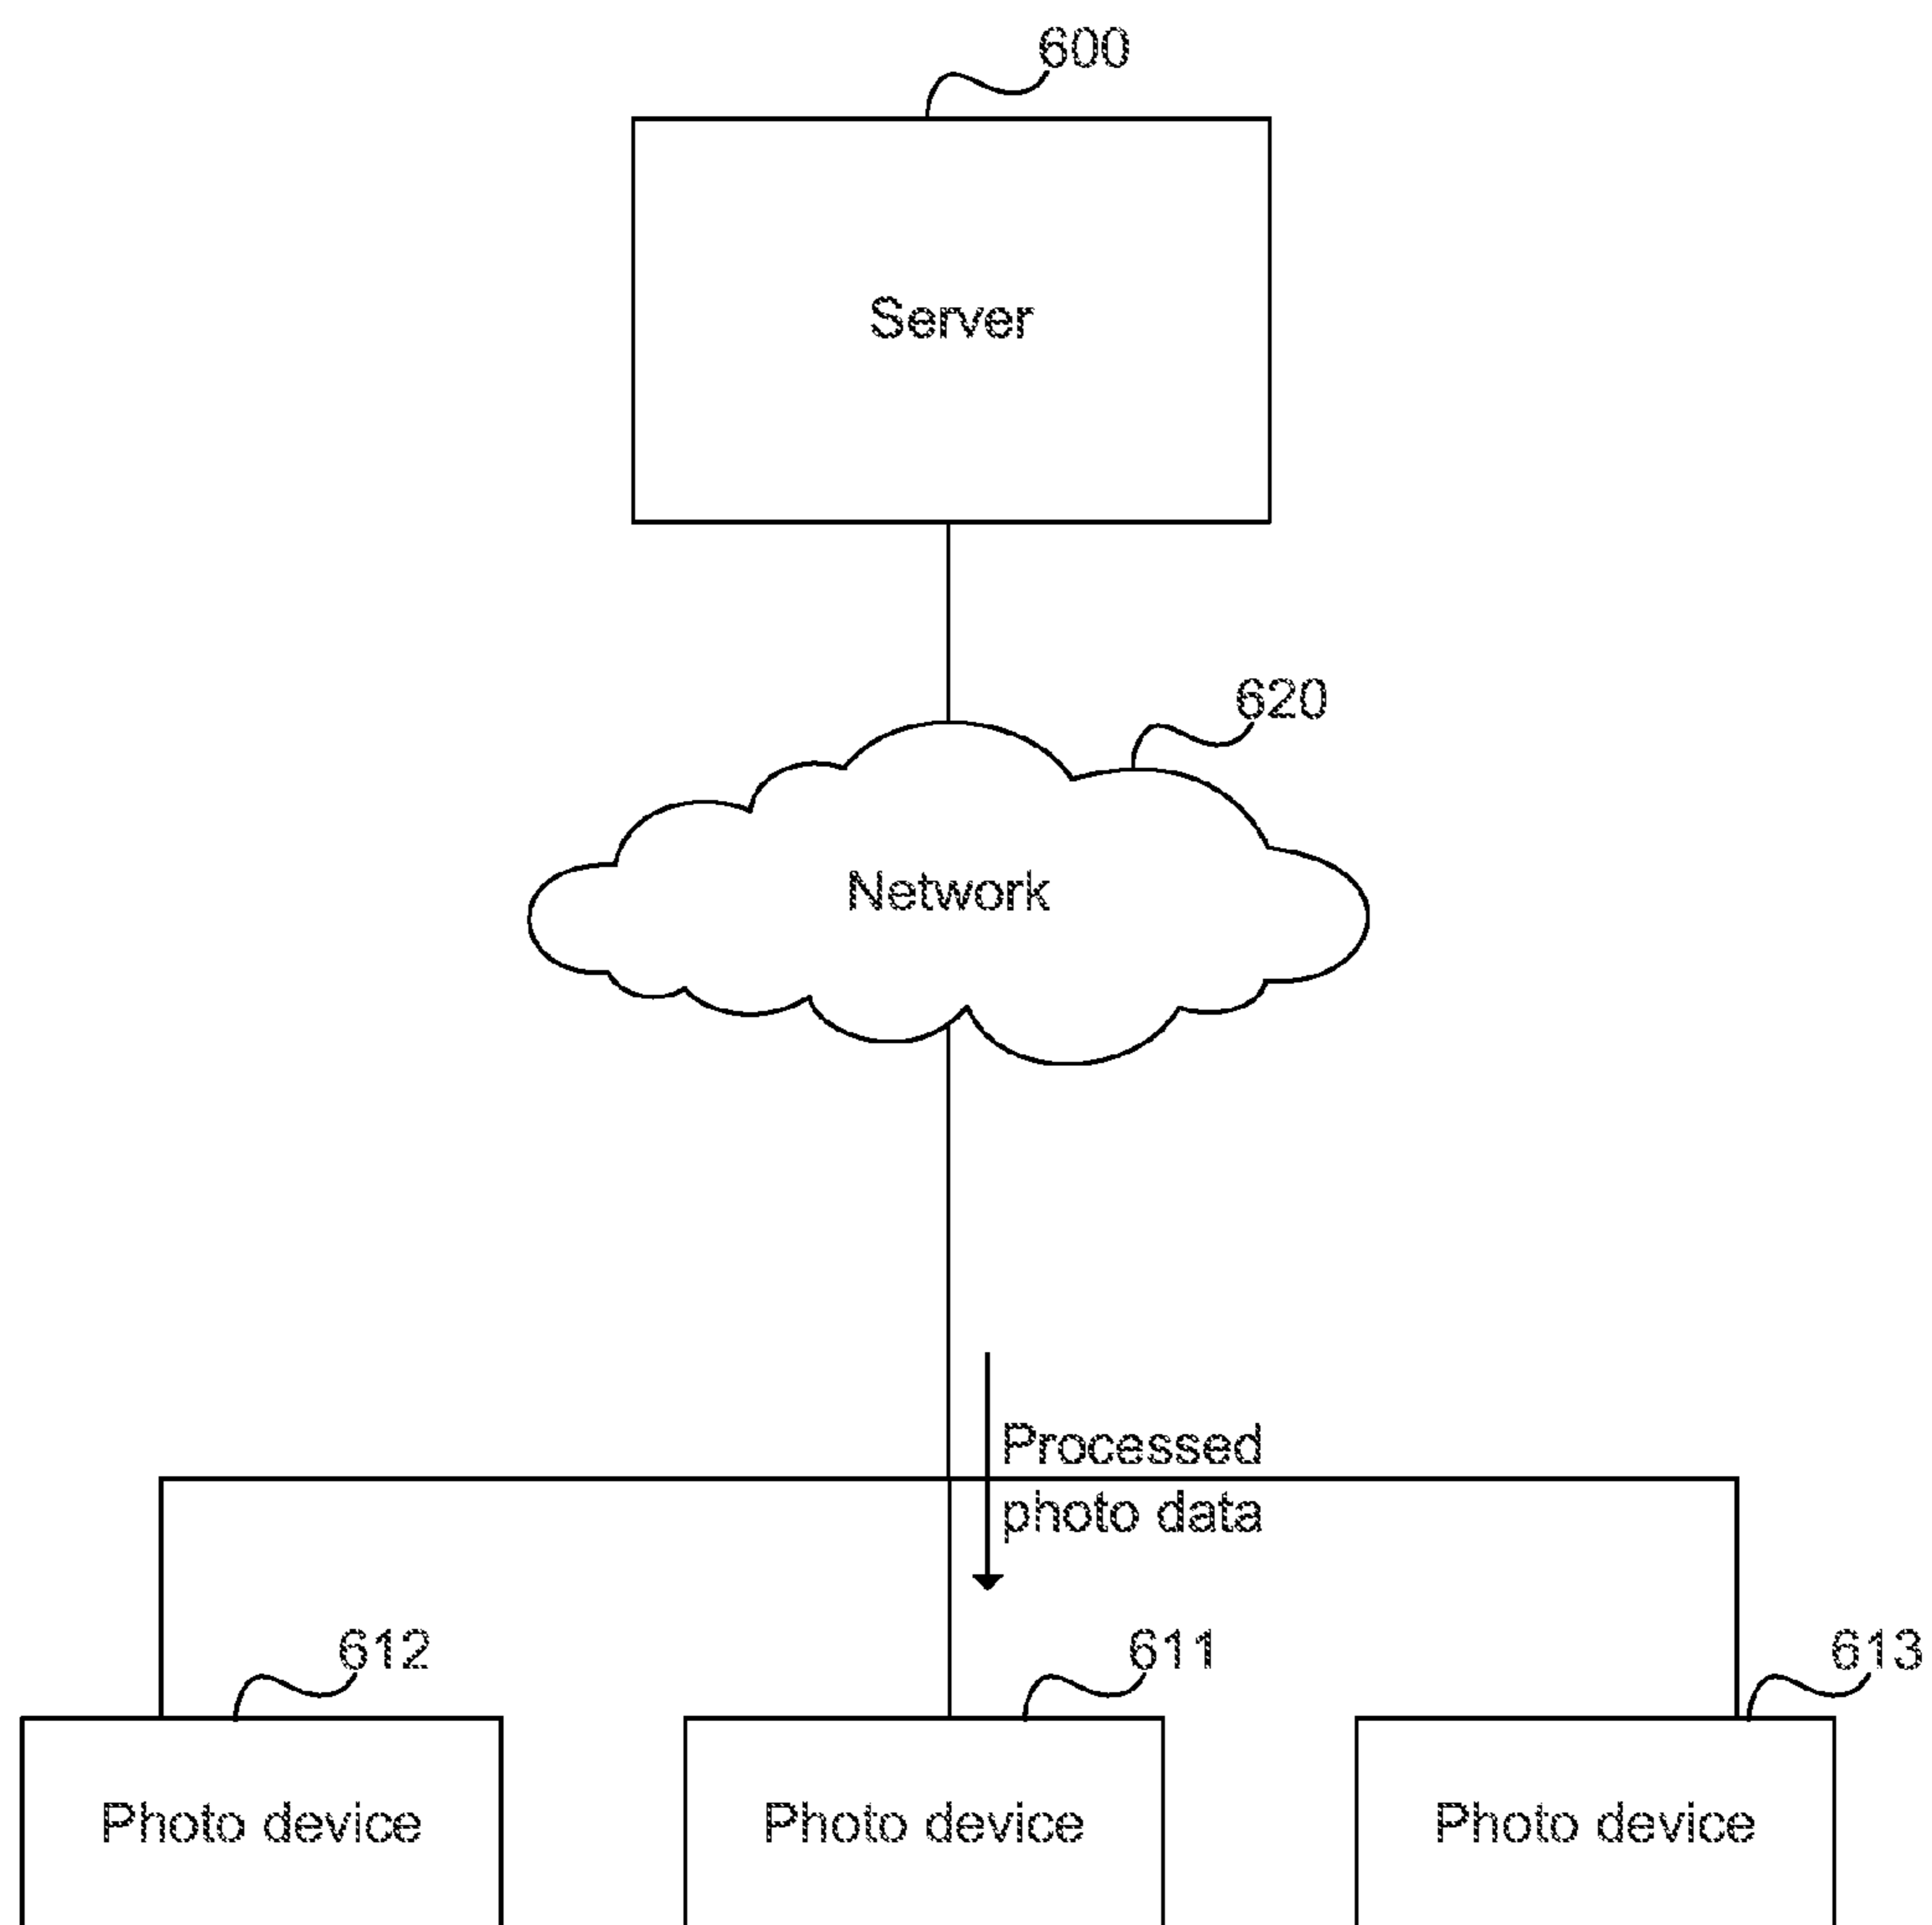 600
Server
620
Network
Processed
photo data
612
611
613
Photo device
Photo device
Photo device